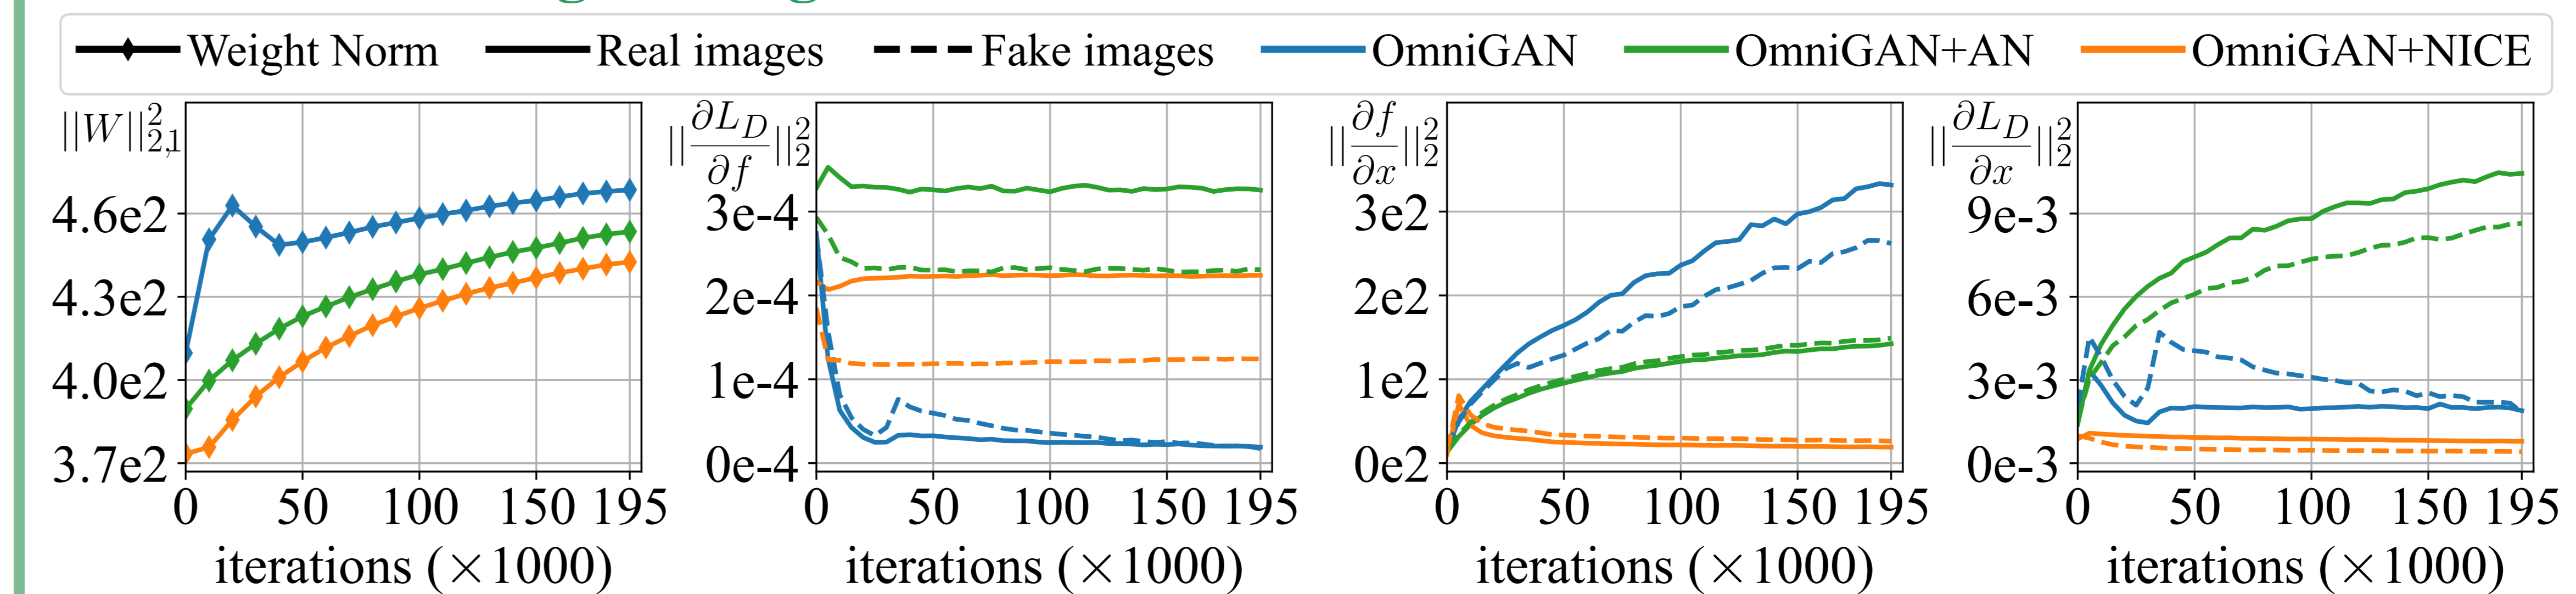 Weight Norm Real images Fake images OmniGAN OmniGAN+AN OmniGAN+NICE
||W||²₂,₁
4.6e2
4.3e2
4.0e2
3.7e2
0 50 100 150 195
iterations (×1000)
||∂L_D/∂f||²₂
3e-4
2e-4
1e-4
0e-4
0 50 100 150 195
iterations (×1000)
||∂f/∂x||²₂
3e2
2e2
1e2
0e2
0 50 100 150 195
iterations (×1000)
||∂L_D/∂x||²₂
9e-3
6e-3
3e-3
0e-3
0 50 100 150 195
iterations (×1000)